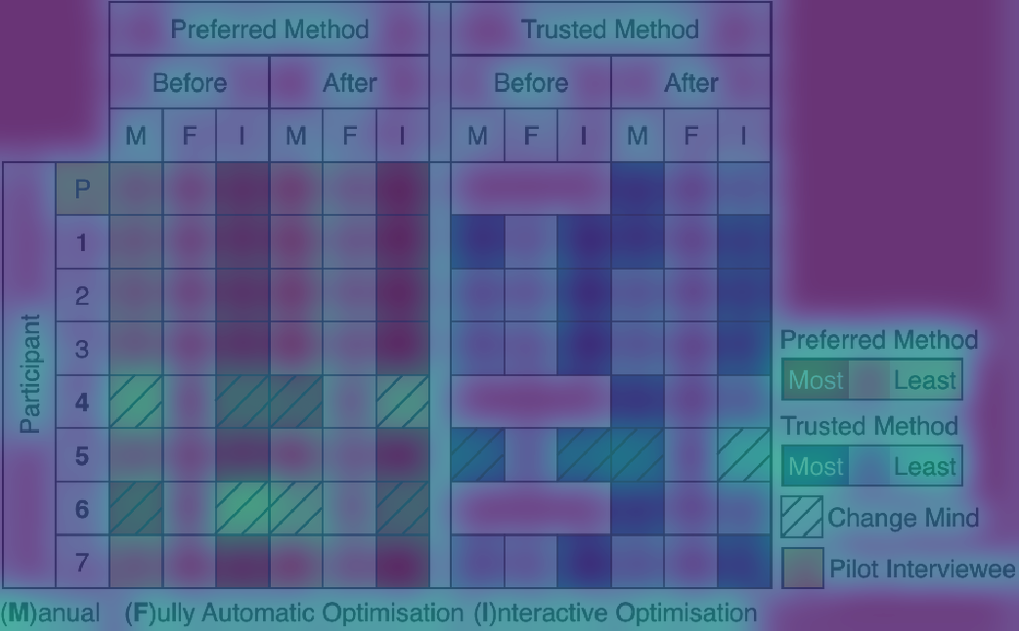 Preferred Method Trusted Method
Before After Before After
M F I M F I M F I M F I
P
1
2
3
4
5
6
7
Participant
Preferred Method
Most Least
Trusted Method
Most Least
Change Mind
Pilot Interviewee
(M)anual (F)ully Automatic Optimisation (I)nteractive Optimisation